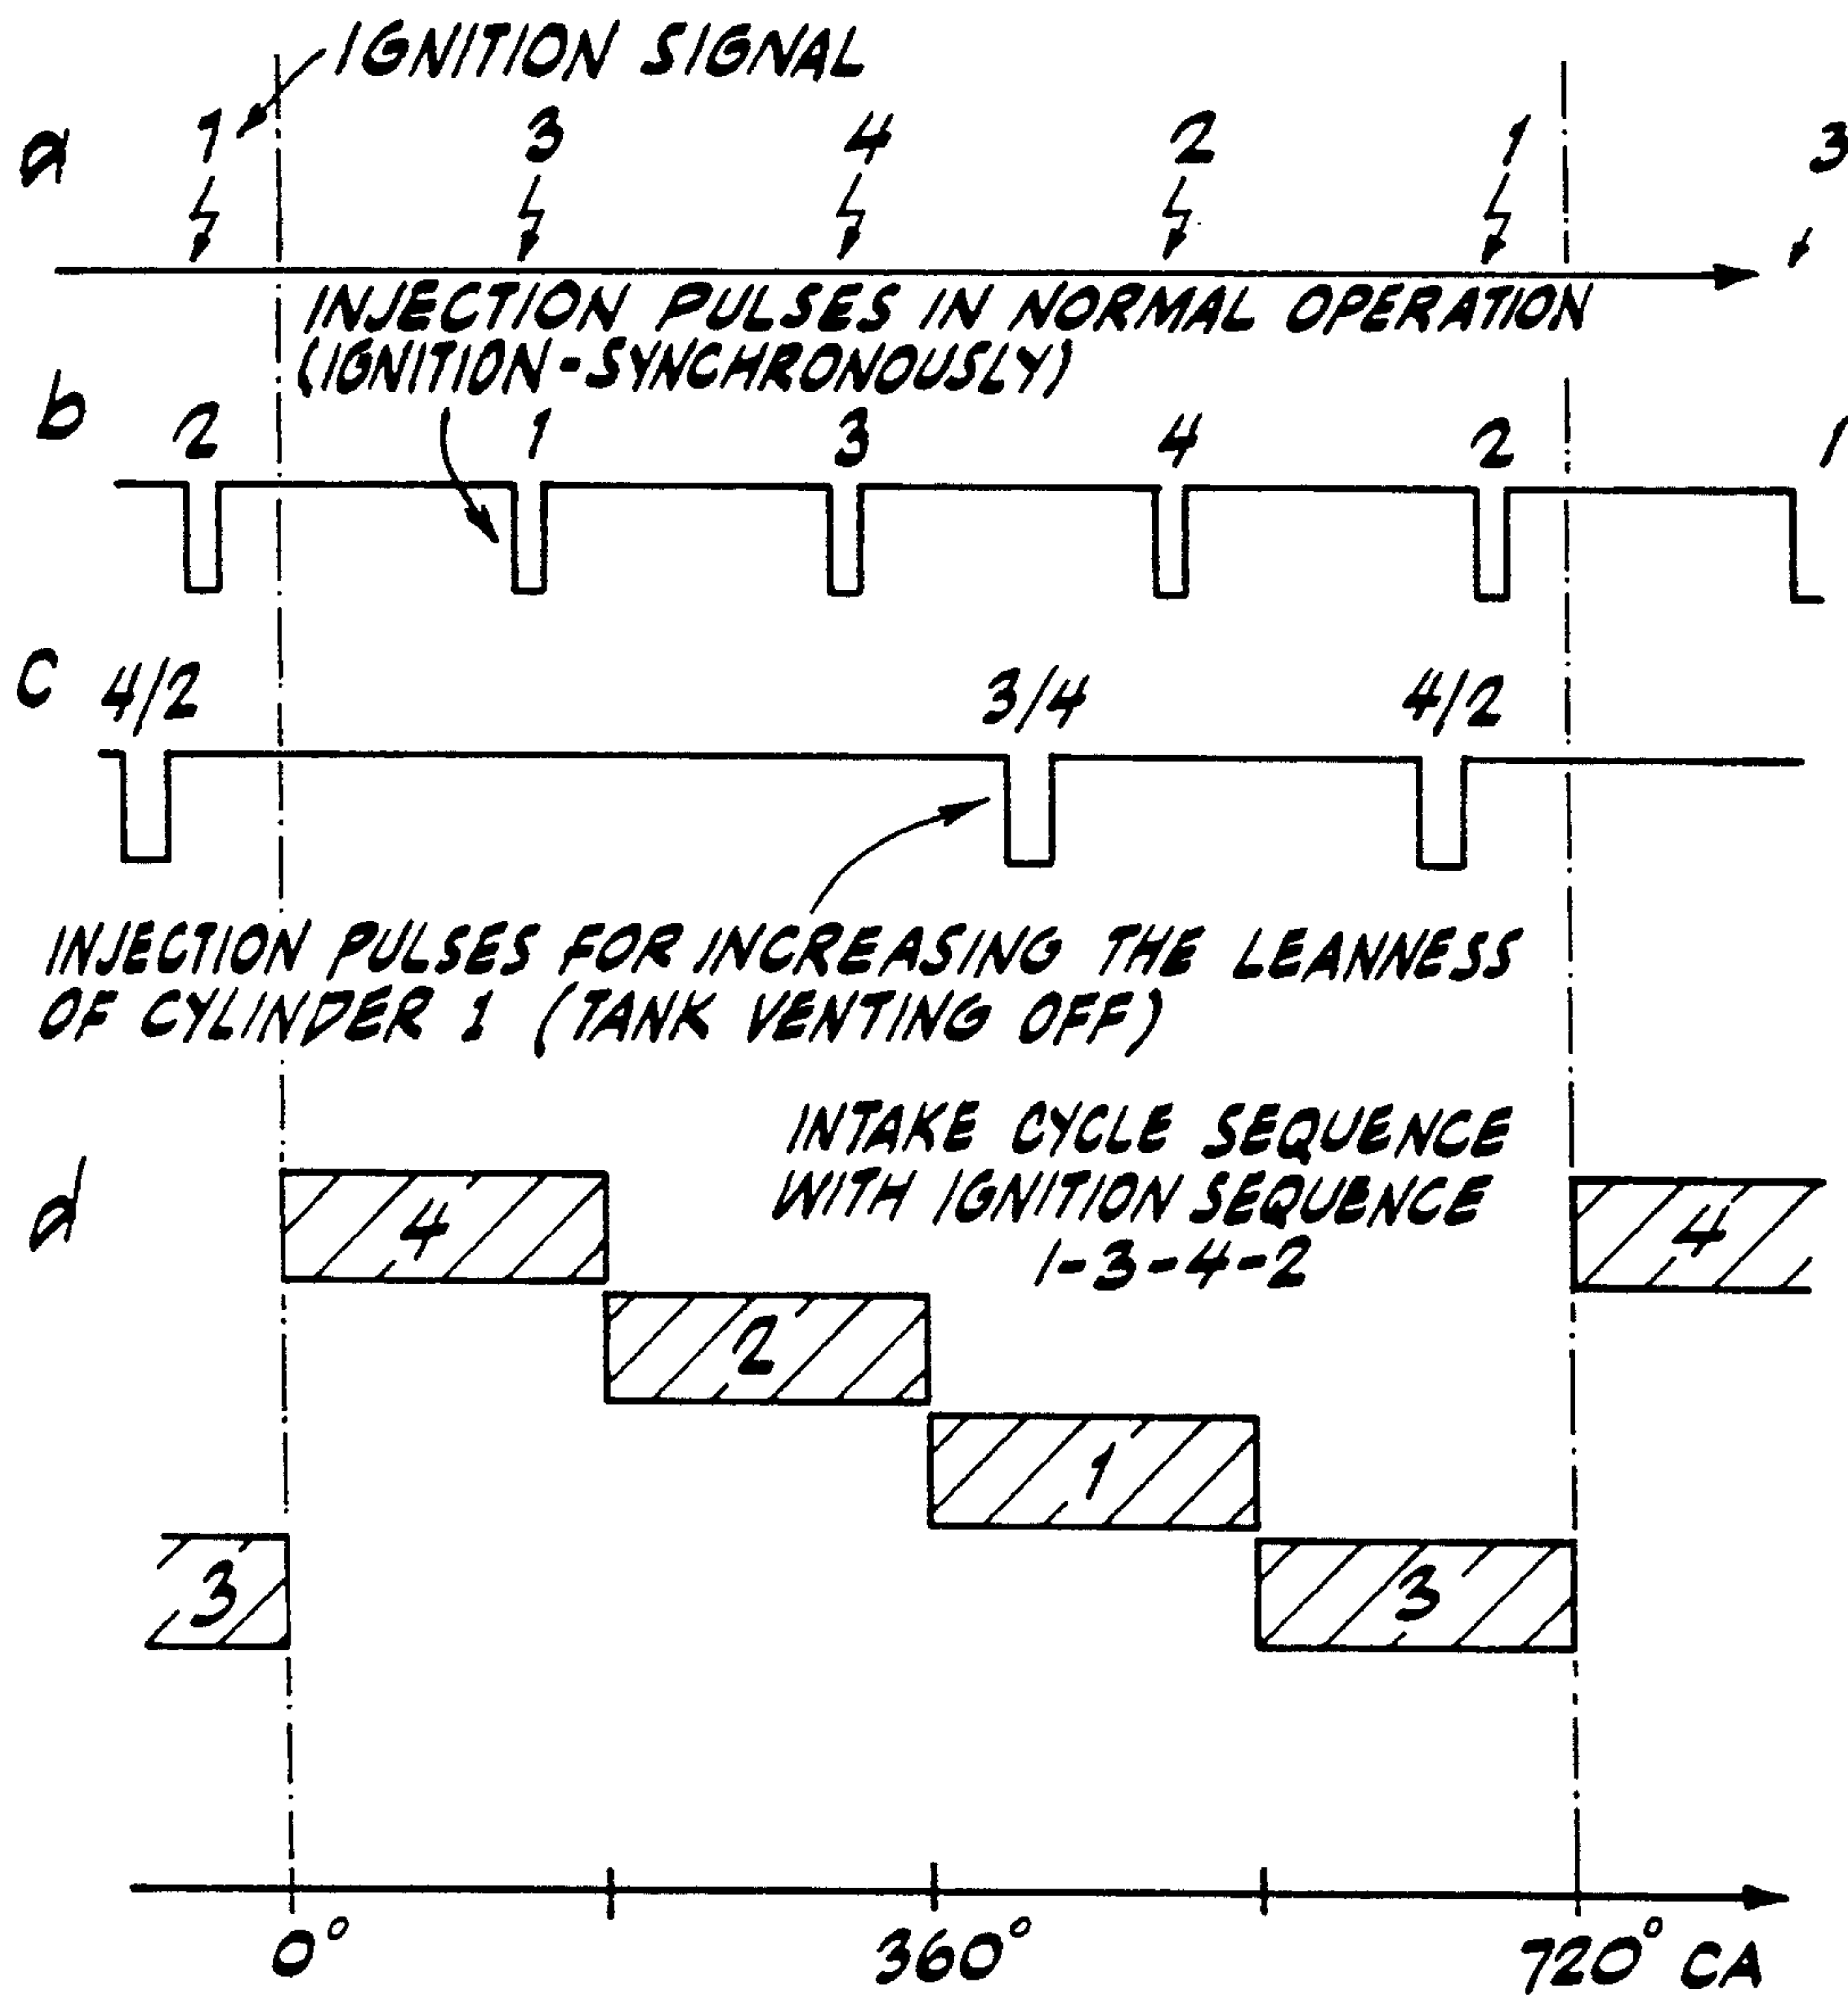 IGNITION SIGNAL
a 1 3 4 2 1 3
INJECTION PULSES IN NORMAL OPERATION
(IGNITION-SYNCHRONOUSLY)
b 2 1 3 4 2 1
c 4/2 3/4 4/2
INJECTION PULSES FOR INCREASING THE LEANNESS
OF CYLINDER 1 (TANK VENTING OFF)
INTAKE CYCLE SEQUENCE
WITH IGNITION SEQUENCE
1-3-4-2
d 4 4
2
1
3 3
0° 360° 720° CA